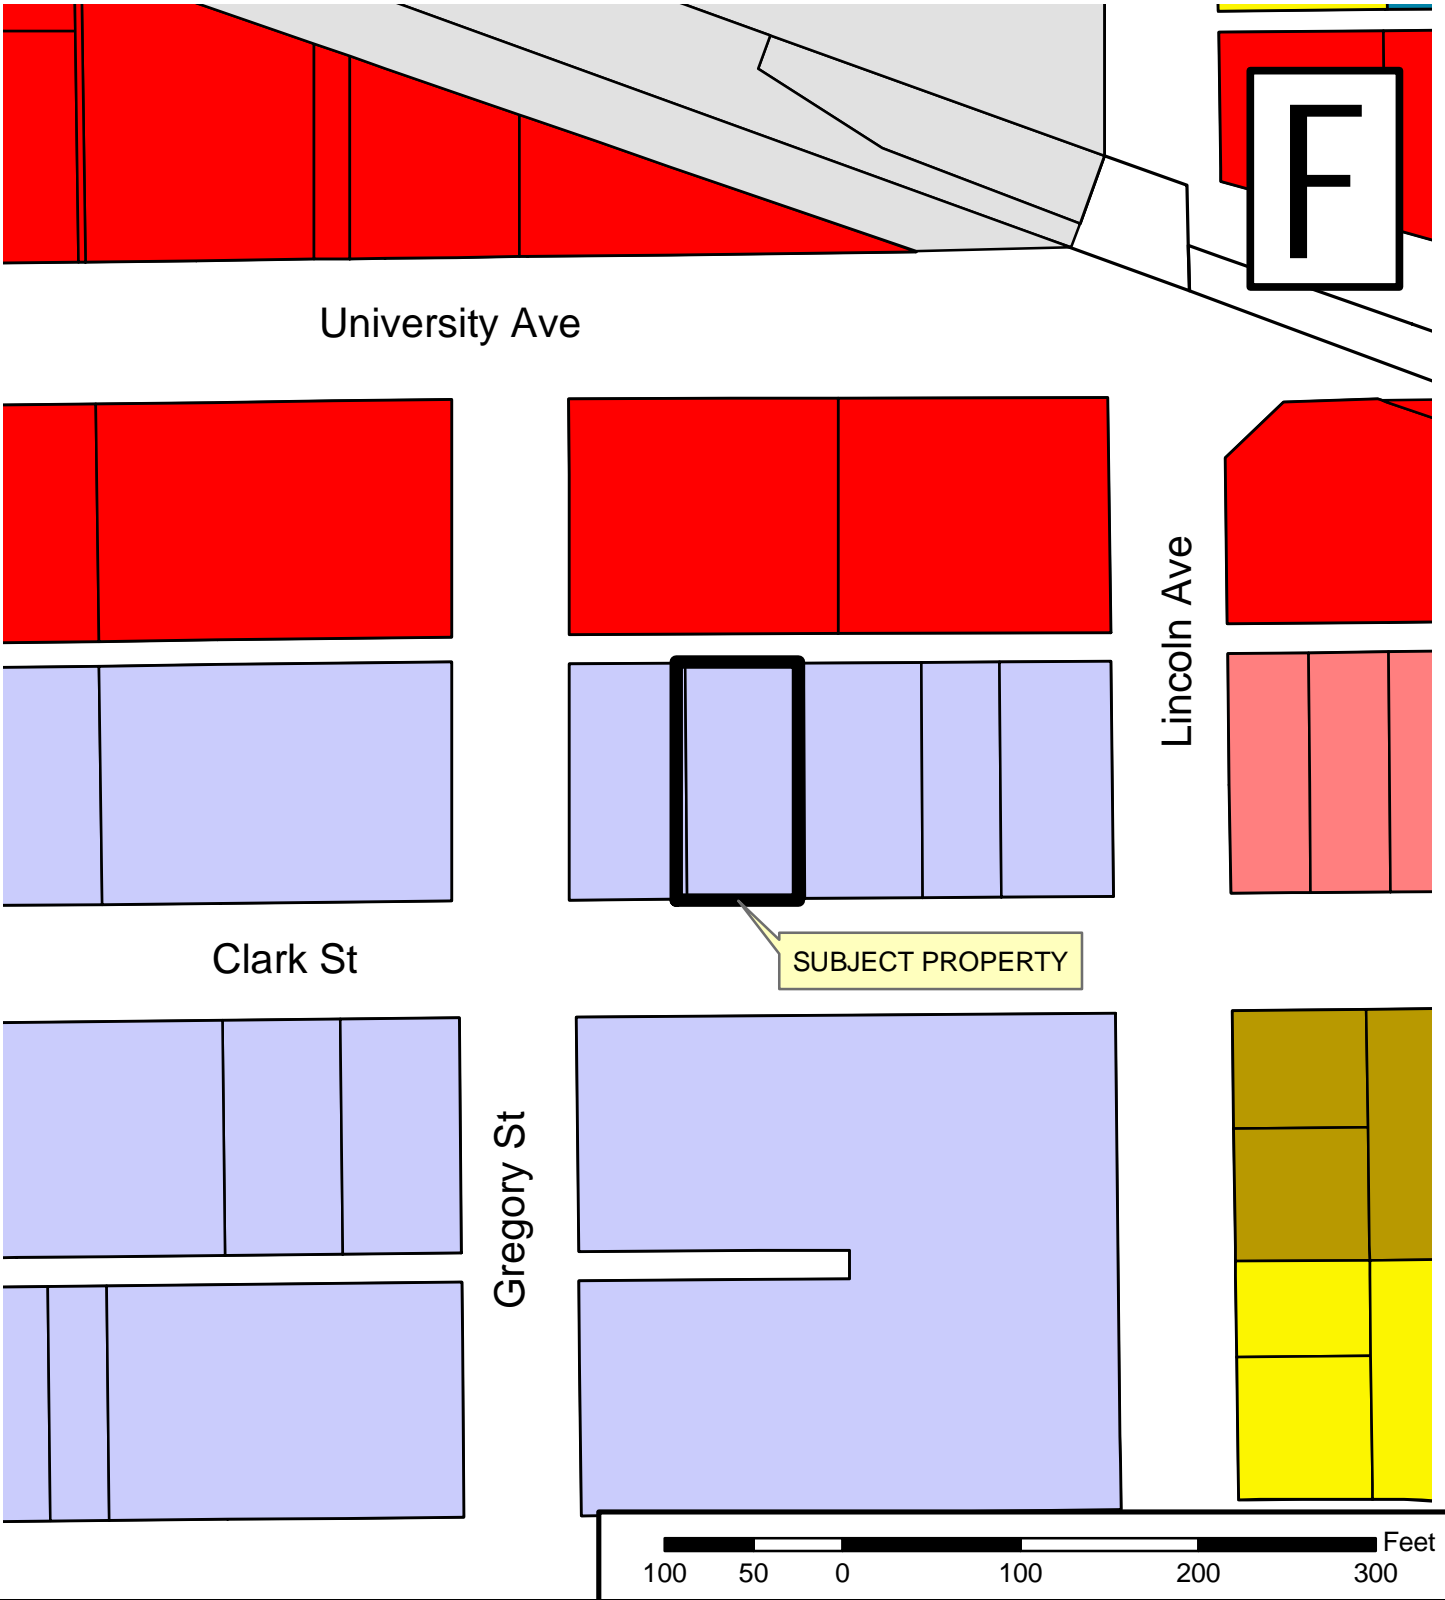 F
University Ave
Lincoln Ave
Clark St
SUBJECT PROPERTY
Gregory St
Feet
100 50 0 100 200 300